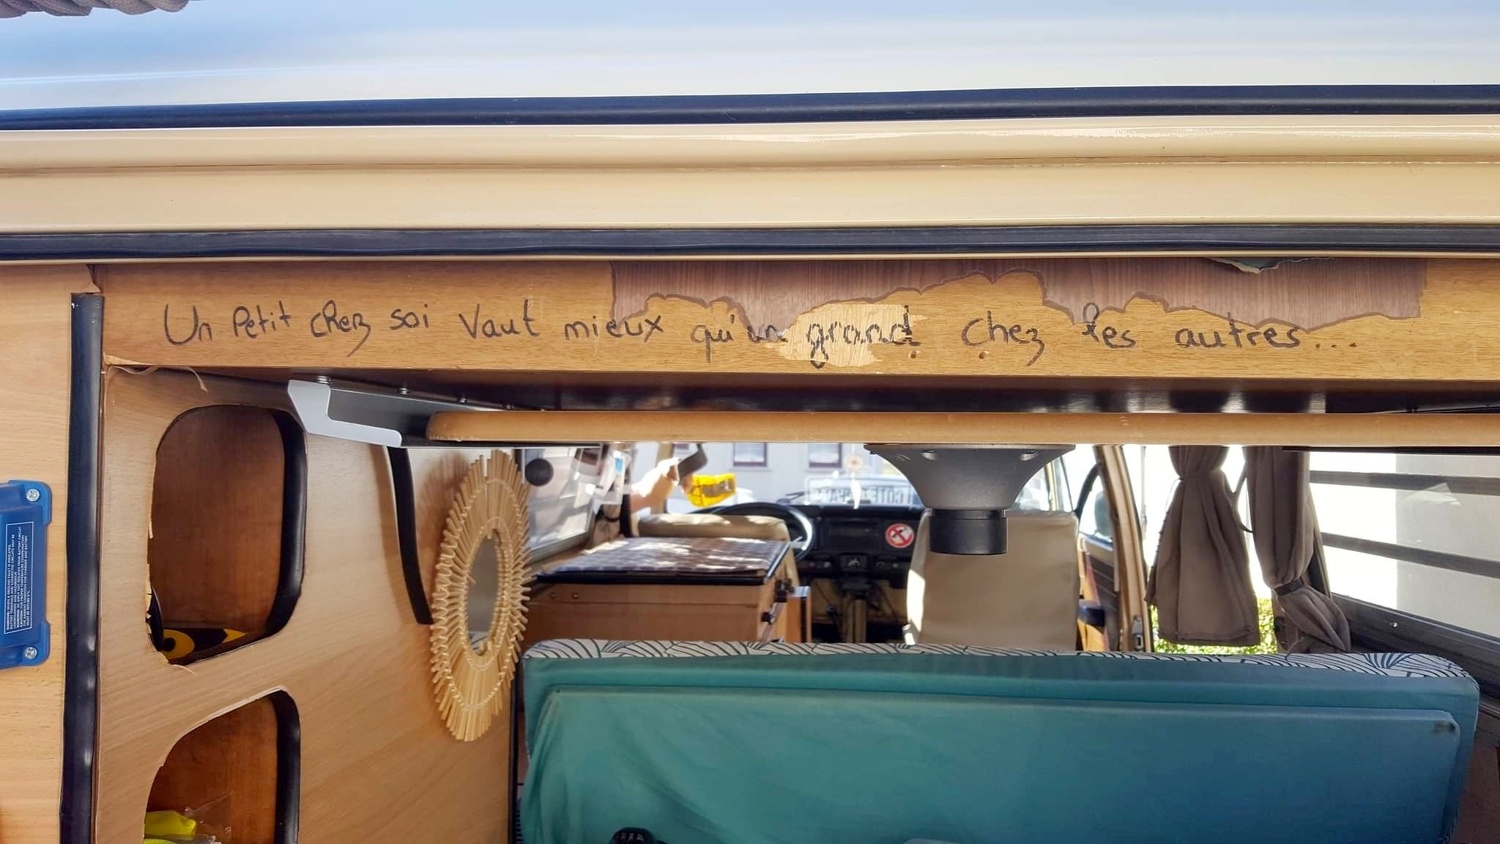 Un Petit chez soi Vaut mieux qu'un grand chez les autres...